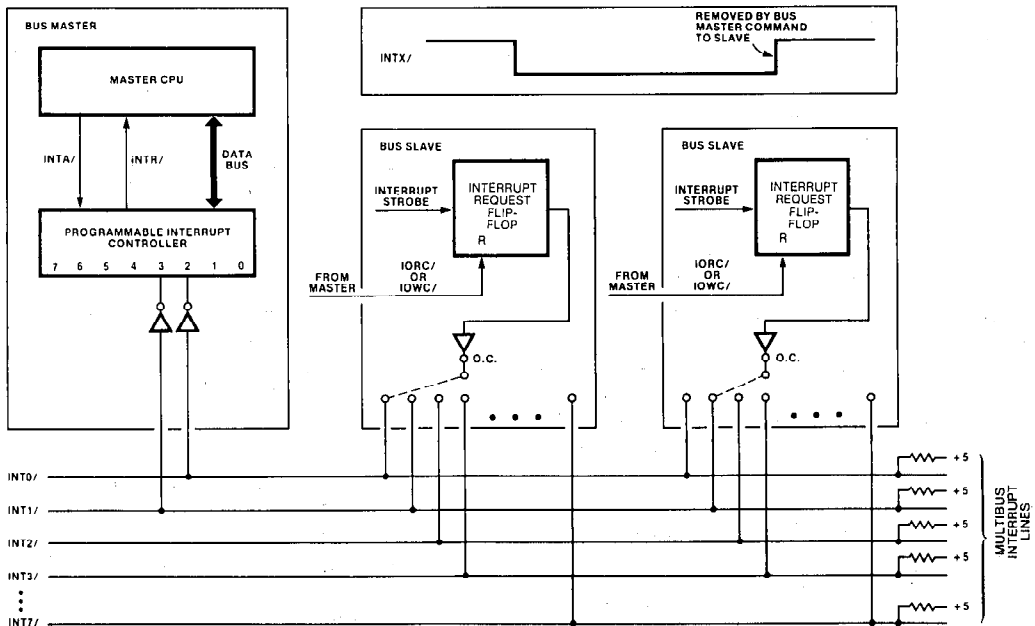 BUS MASTER
MASTER CPU
INTA/
INTR/
DATA
BUS
PROGRAMMABLE INTERRUPT
CONTROLLER
7 6 5 4 3 2 1 0
INTX/
REMOVED BY BUS
MASTER COMMAND
TO SLAVE
BUS SLAVE
INTERRUPT
STROBE
INTERRUPT
REQUEST
FLIP-
FLOP
R
FROM
MASTER
IORC/
OR
IOWC/
O.C.
BUS SLAVE
INTERRUPT
STROBE
INTERRUPT
REQUEST
FLIP-
FLOP
R
FROM
MASTER
IORC/
OR
IOWC/
O.C.
INT0/
INT1/
INT2/
INT3/
INT7/
+5
+5
+5
+5
+5
MULTIBUS
INTERRUPT
LINES